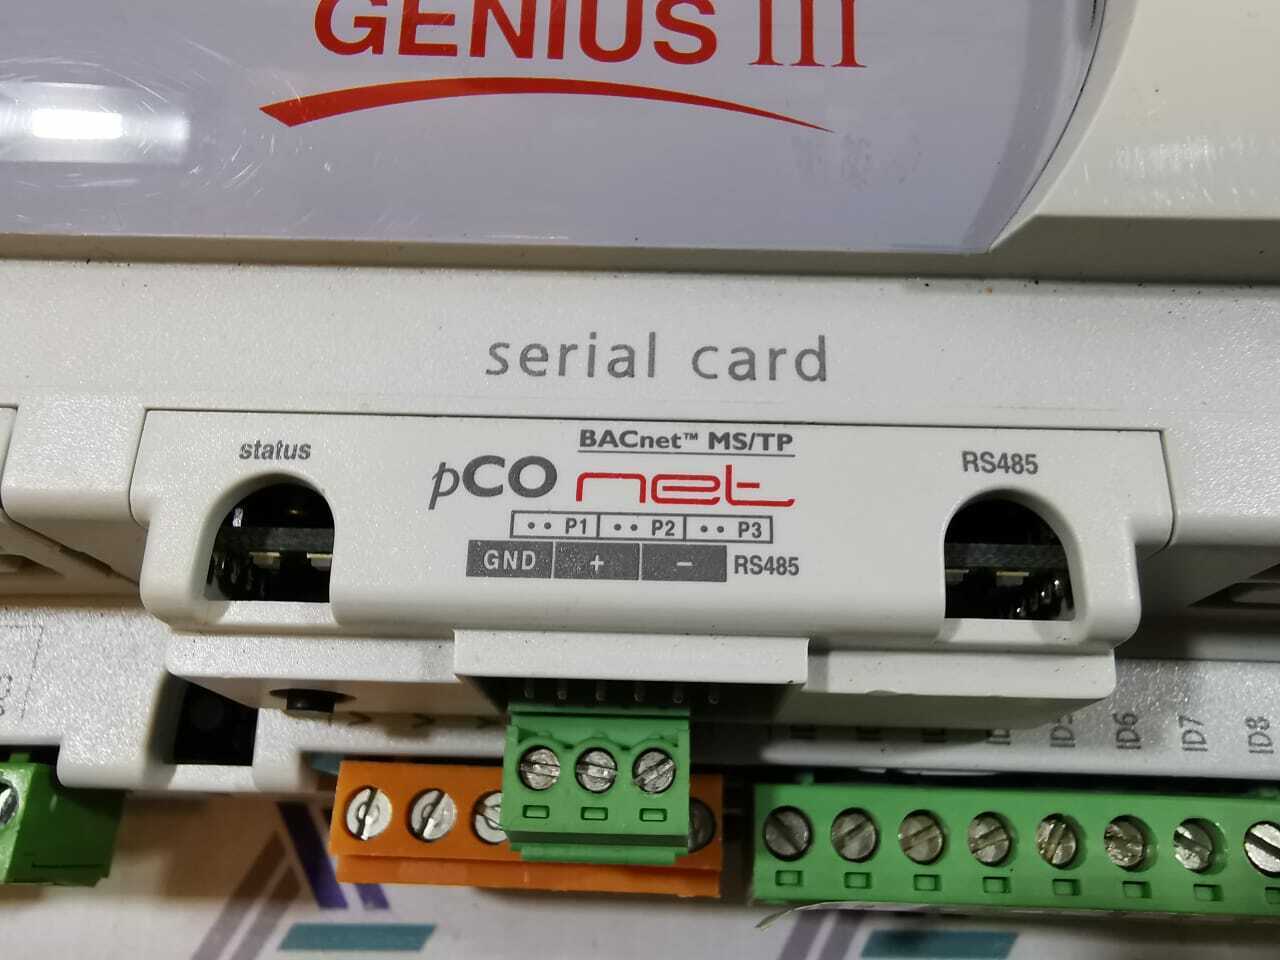 GENIUS III
serial card
status
BACnet™ MS/TP
RS485
pCO net
•• P1 •• P2 •• P3
GND + − RS485
ID5 ID6 ID7 ID8